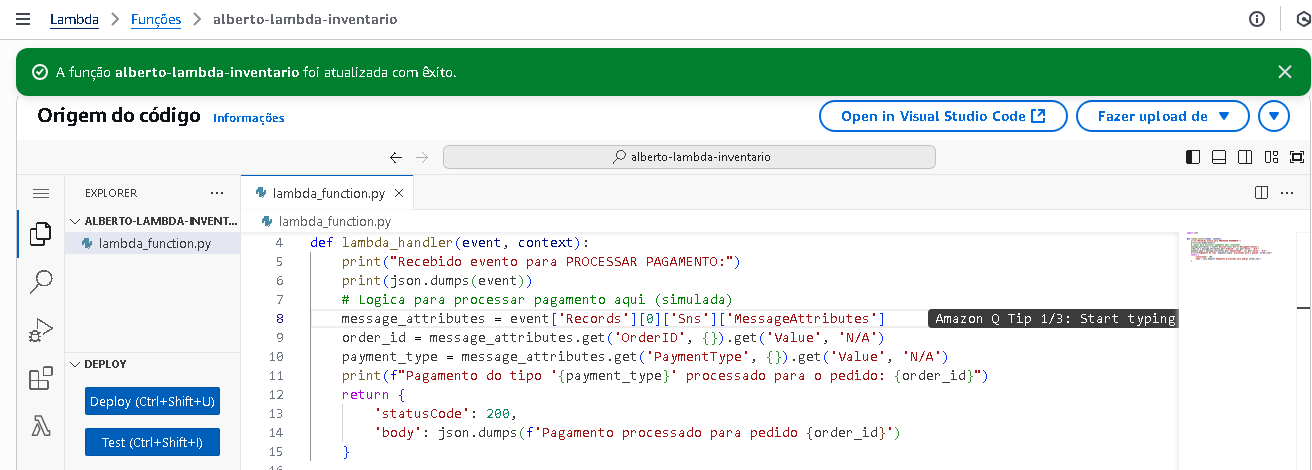 Lambda > Funções > alberto-lambda-inventario
A função alberto-lambda-inventario foi atualizada com êxito.
Origem do código Informações
Open in Visual Studio Code
Fazer upload de
alberto-lambda-inventario
EXPLORER
ALBERTO-LAMBDA-INVENT...
lambda_function.py
DEPLOY
Deploy (Ctrl+Shift+U)
Test (Ctrl+Shift+I)
lambda_function.py
lambda_function.py
4 def lambda_handler(event, context):
5     print("Recebido evento para PROCESSAR PAGAMENTO:")
6     print(json.dumps(event))
7     # Logica para processar pagamento aqui (simulada)
8     message_attributes = event['Records'][0]['Sns']['MessageAttributes']
Amazon Q Tip 1/3: Start typing
9     order_id = message_attributes.get('OrderID', {}).get('Value', 'N/A')
10     payment_type = message_attributes.get('PaymentType', {}).get('Value', 'N/A')
11     print(f"Pagamento do tipo '{payment_type}' processado para o pedido: {order_id}")
12     return {
13         'statusCode': 200,
14         'body': json.dumps(f'Pagamento processado para pedido {order_id}')
15     }